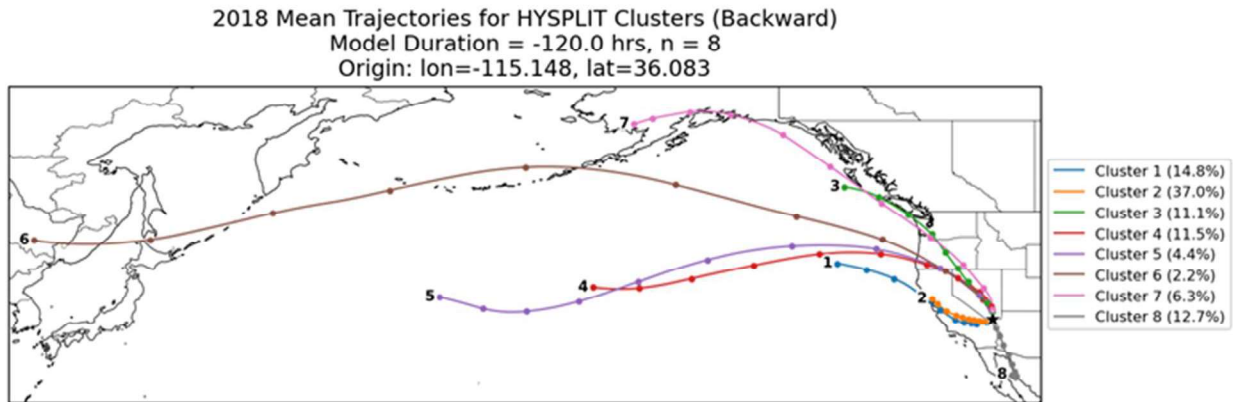 2018 Mean Trajectories for HYSPLIT Clusters (Backward)
Model Duration = -120.0 hrs, n = 8
Origin: lon=-115.148, lat=36.083
7
3
6
1
4
5
2
8
Cluster 1 (14.8%)
Cluster 2 (37.0%)
Cluster 3 (11.1%)
Cluster 4 (11.5%)
Cluster 5 (4.4%)
Cluster 6 (2.2%)
Cluster 7 (6.3%)
Cluster 8 (12.7%)